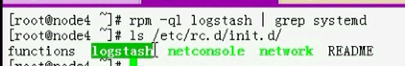 [root@node4 ~]# rpm -ql logstash | grep systemd
[root@node4 ~]# ls /etc/rc.d/init.d/
functions logstash netconsole network README